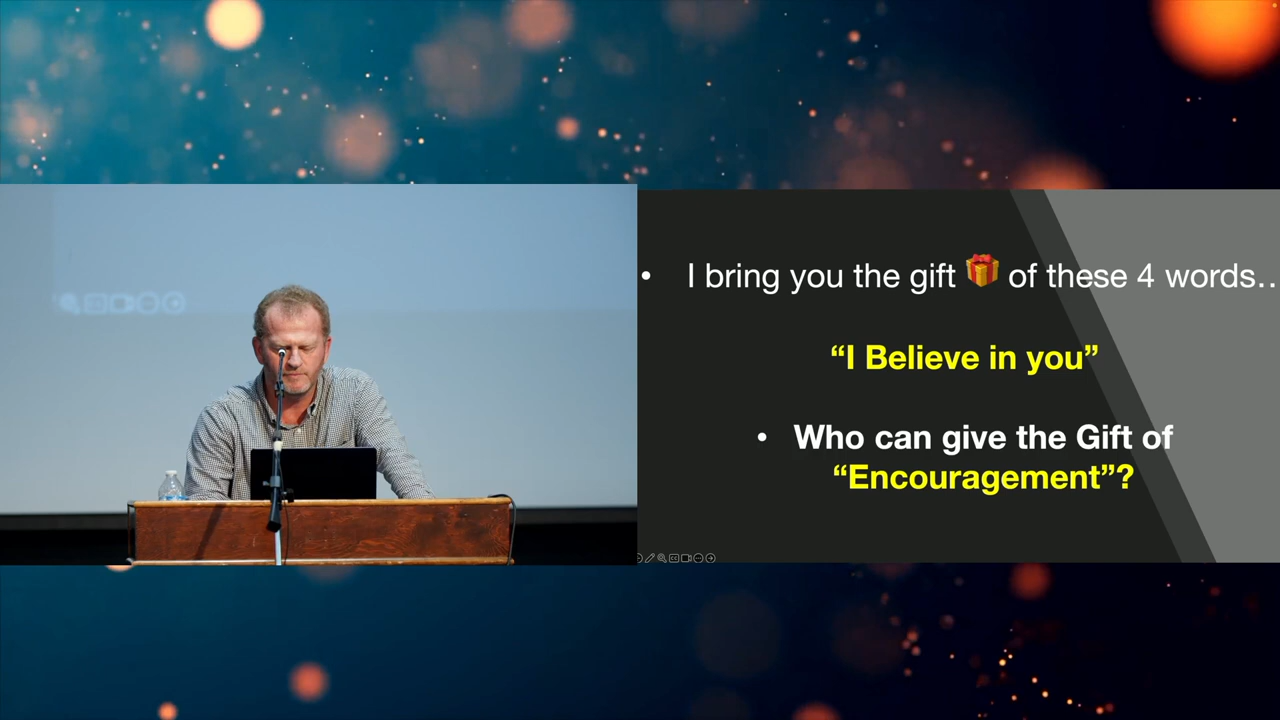 • I bring you the gift 🎁 of these 4 words..
“I Believe in you”
• Who can give the Gift of
“Encouragement”?